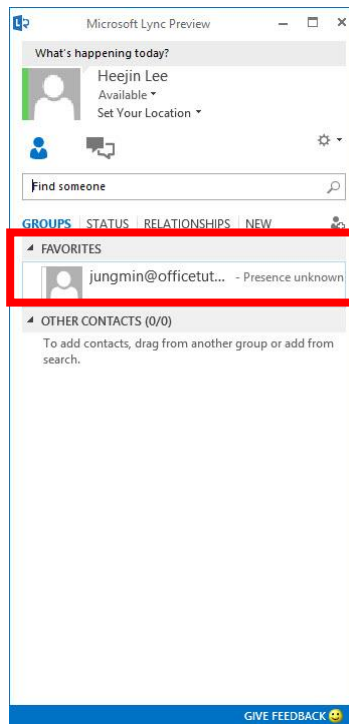 Microsoft Lync Preview
What's happening today?
Heejin Lee
Available
Set Your Location
Find someone
GROUPS STATUS RELATIONSHIPS NEW
FAVORITES
jungmin@officetut... - Presence unknown
OTHER CONTACTS (0/0)
To add contacts, drag from another group or add from
search.
GIVE FEEDBACK